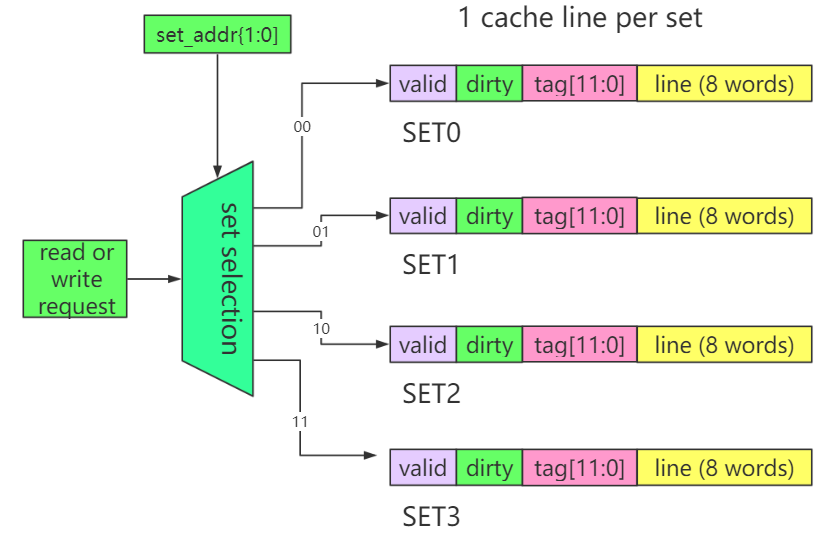 1 cache line per set
set_addr{1:0]
valid dirty tag[11:0] line (8 words)
00
SET0
valid dirty tag[11:0] line (8 words)
01
SET1
read or
write
request
set selection
valid dirty tag[11:0] line (8 words)
10
SET2
11
valid dirty tag[11:0] line (8 words)
SET3